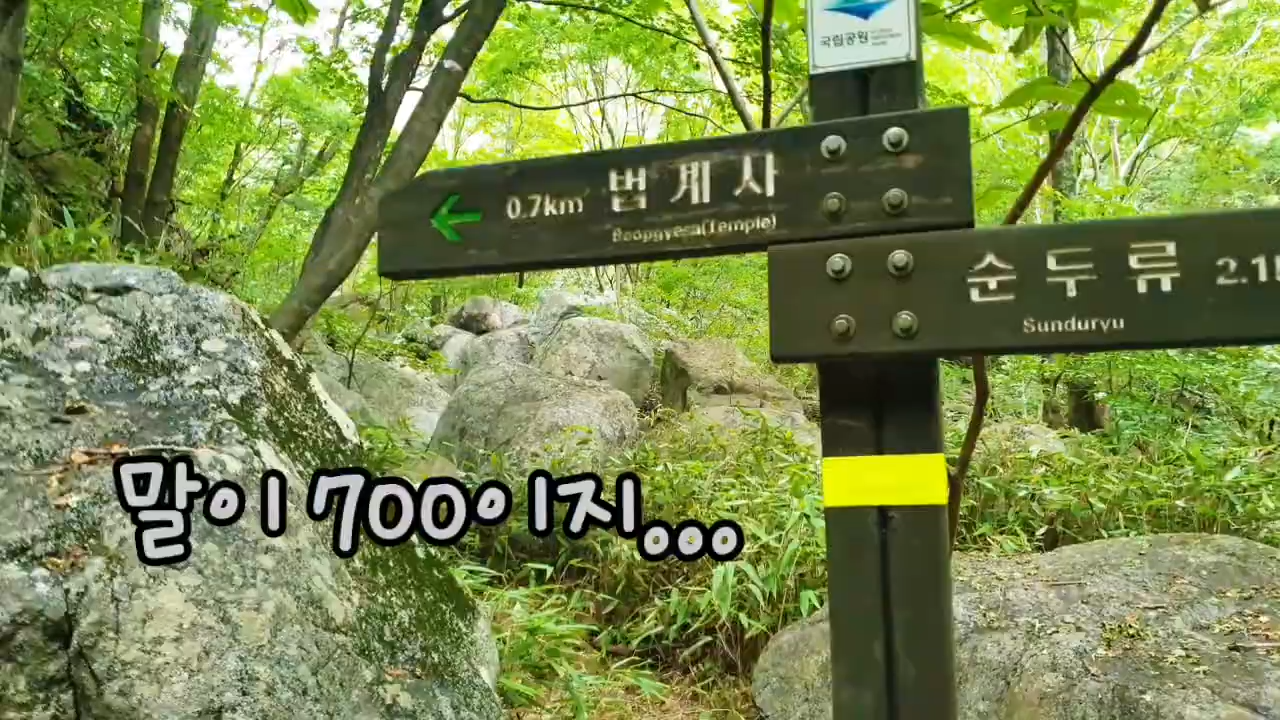 국립공원
0.7km 법계사
Beopgyesa(Temple)
순두류 2.1
Sunduryu
말이 700이지...